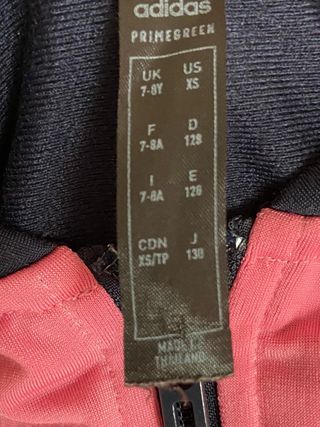 adidas
PRIMEGREEN
UK US
7-8Y XS
F D
7-8A 128
I E
7-8A 128
CDN J
XS/TP 130
MADE IN
THAILAND